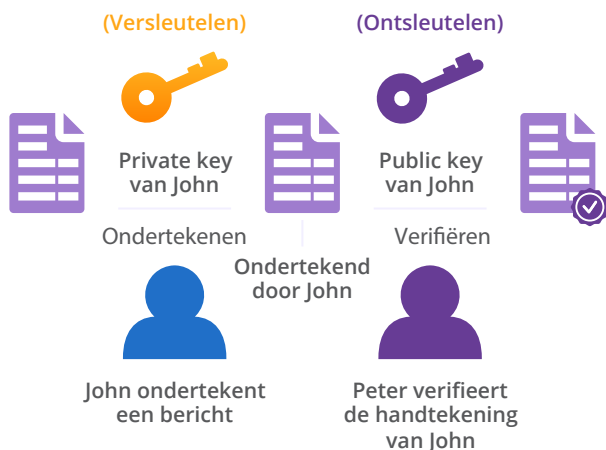 (Versleutelen)
(Ontsleutelen)
Private key
van John
Public key
van John
Ondertekenen
Verifiëren
Ondertekend
door John
John ondertekent
een bericht
Peter verifieert
de handtekening
van John